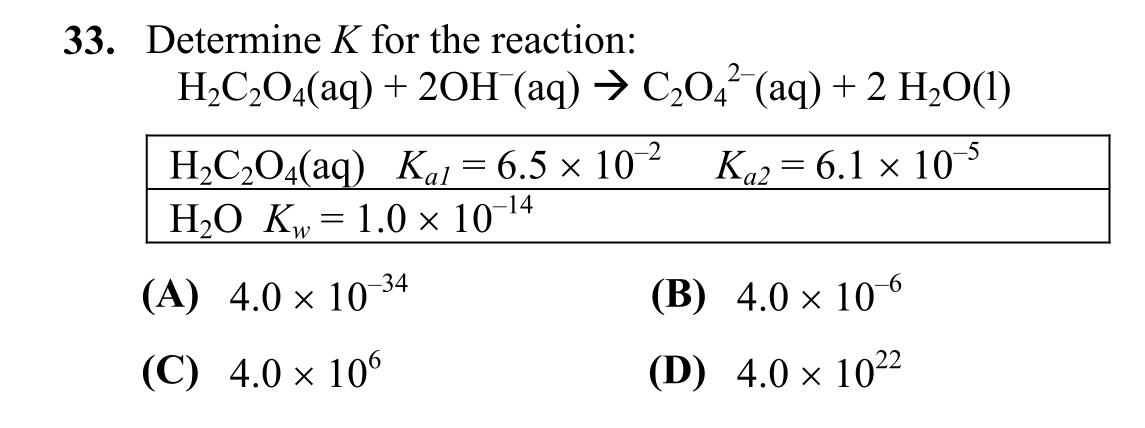 33. Determine K for the reaction:
H₂C₂O₄(aq) + 2OH⁻(aq) → C₂O₄²⁻(aq) + 2 H₂O(l)
H₂C₂O₄(aq) Kₐ₁ = 6.5 × 10⁻² Kₐ₂ = 6.1 × 10⁻⁵
H₂O K_w = 1.0 × 10⁻¹⁴
(A) 4.0 × 10⁻³⁴ (B) 4.0 × 10⁻⁶
(C) 4.0 × 10⁶ (D) 4.0 × 10²²